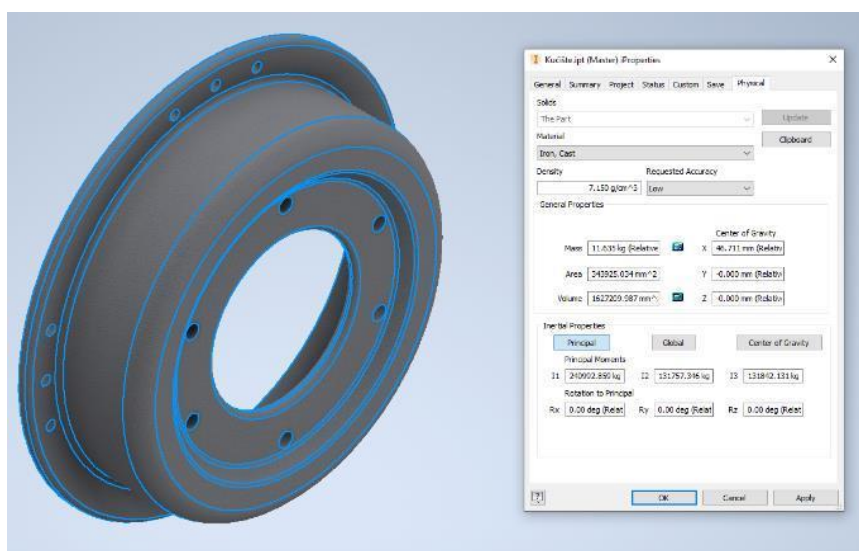 Kućište.ipt (Master) iProperties
General Summary Project Status Custom Save Physical
Solids
The Part
Update
Material
Clipboard
Iron, Cast
Density Requested Accuracy
7.150 g/cm^3 Low
General Properties
Center of Gravity
Mass 11.635 kg (Relative X 46.711 mm (Relativ
Area 343925.034 mm^2 Y -0.000 mm (Relativ
Volume 1627209.987 mm^ Z -0.000 mm (Relativ
Inertial Properties
Principal Global Center of Gravity
Principal Moments
I1 240992.859 kg I2 131757.346 kg I3 131842.131 kg
Rotation to Principal
Rx 0.00 deg (Relat Ry 0.00 deg (Relat Rz 0.00 deg (Relat
?
OK Cancel Apply